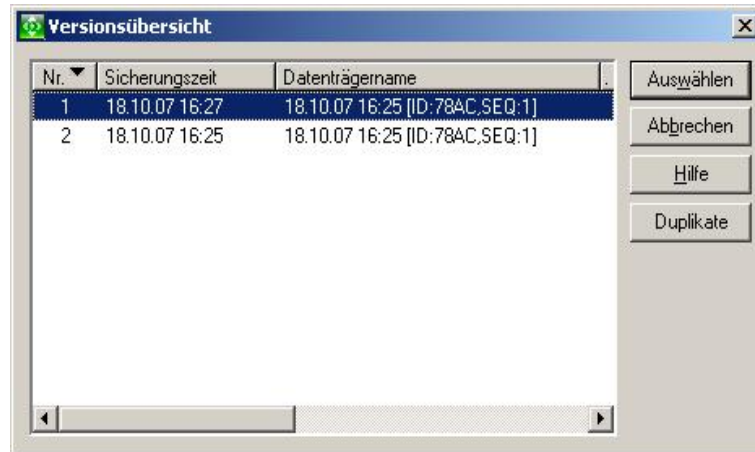 Versionsübersicht
Nr. Sicherungszeit Datenträgername .
1 18.10.07 16:27 18.10.07 16:25 [ID:78AC,SEQ:1]
2 18.10.07 16:25 18.10.07 16:25 [ID:78AC,SEQ:1]
Auswählen
Abbrechen
Hilfe
Duplikate